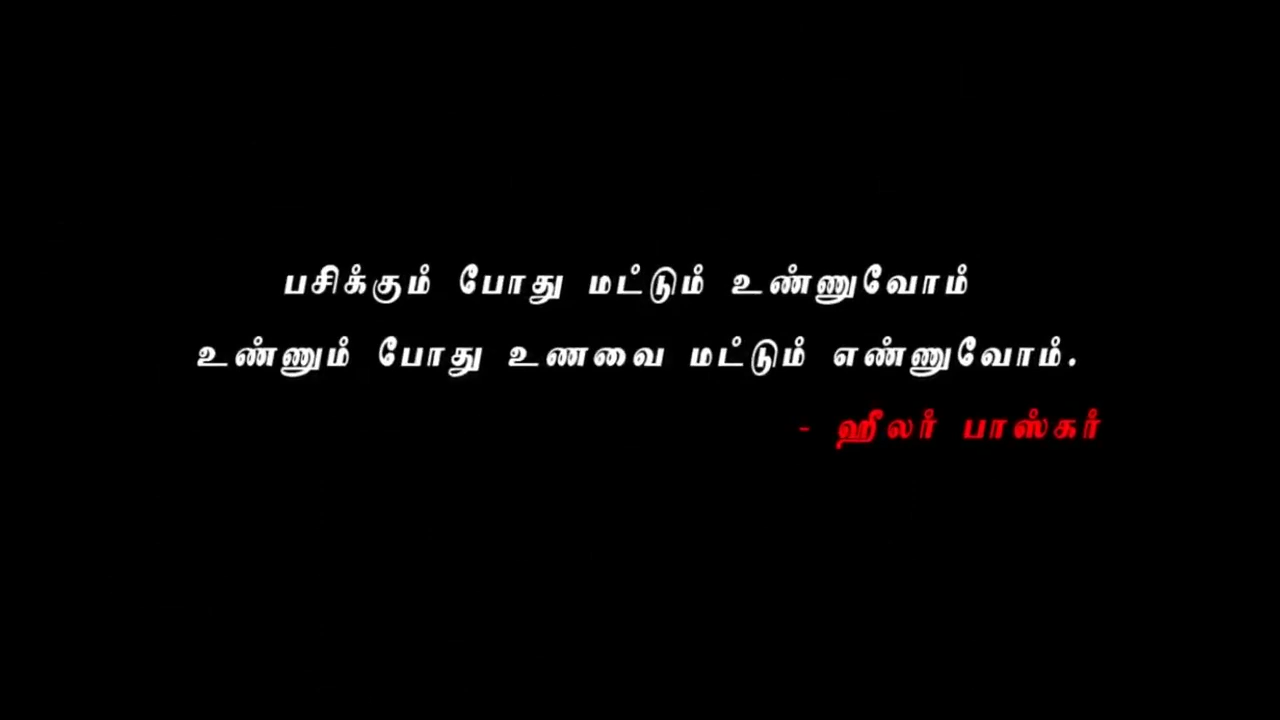 பசிக்கும் போது மட்டும் உண்ணுவோம்
உண்ணும் போது உணவை மட்டும் எண்ணுவோம்.
- ஹீலர் பாஸ்கர்